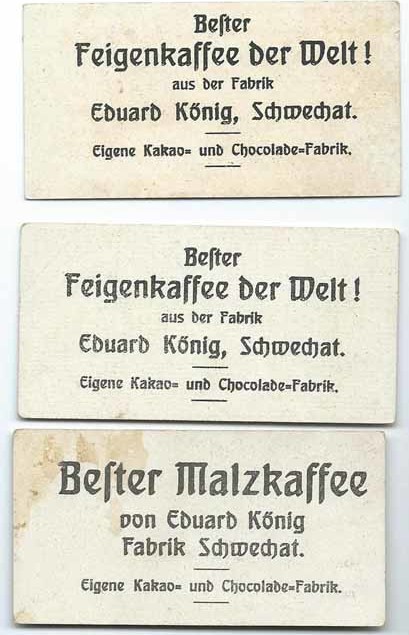 Beſter
Feigenkaffee der Welt!
aus der Fabrik
Eduard König, Schwechat.
Eigene Kakao= und Chocolade=Fabrik.
Beſter
Feigenkaffee der Welt!
aus der Fabrik
Eduard König, Schwechat.
Eigene Kakao= und Chocolade=Fabrik.
Beſter Malzkaffee
von Eduard König
Fabrik Schwechat.
Eigene Kakao= und Chocolade=Fabrik.